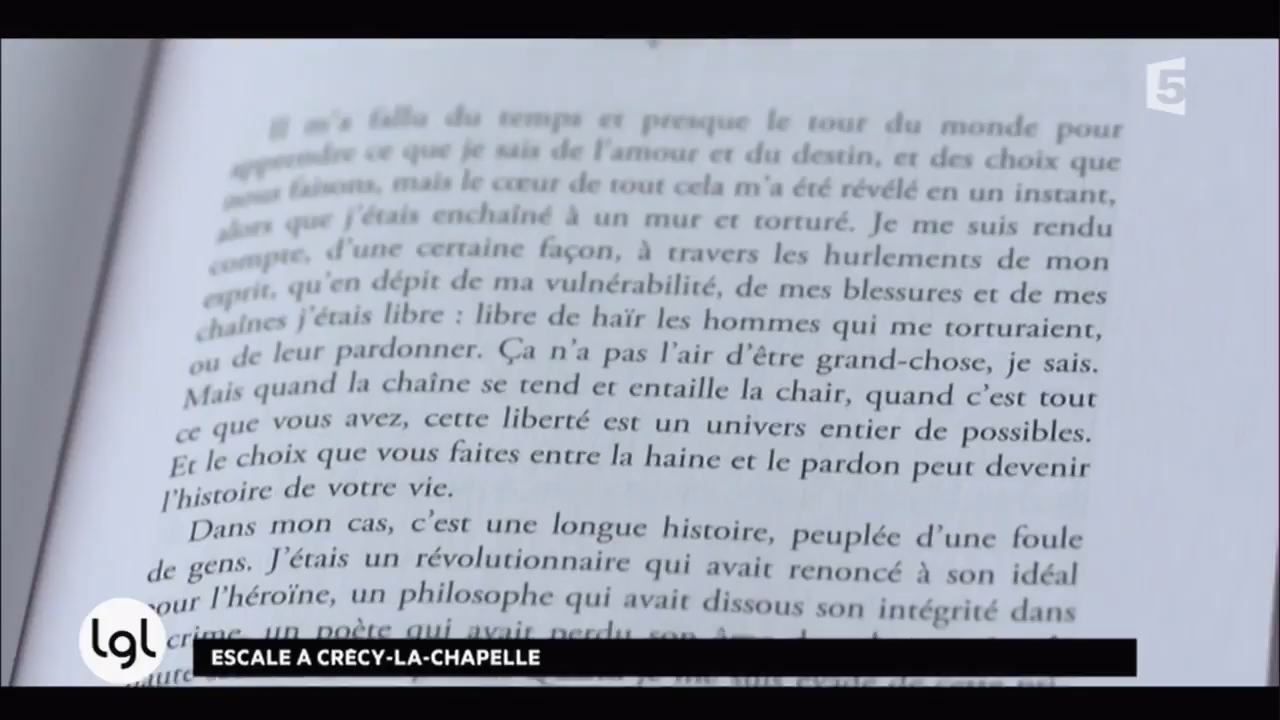 5
Il m'a fallu du temps et presque le tour du monde pour
apprendre ce que je sais de l'amour et du destin, et des choix que
nous faisons, mais le cœur de tout cela m'a été révélé en un instant,
alors que j'étais enchaîné à un mur et torturé. Je me suis rendu
compte, d'une certaine façon, à travers les hurlements de mon
esprit, qu'en dépit de ma vulnérabilité, de mes blessures et de mes
chaînes j'étais libre : libre de haïr les hommes qui me torturaient,
ou de leur pardonner. Ça n'a pas l'air d'être grand-chose, je sais.
Mais quand la chaîne se tend et entaille la chair, quand c'est tout
ce que vous avez, cette liberté est un univers entier de possibles.
Et le choix que vous faites entre la haine et le pardon peut devenir
l'histoire de votre vie.
Dans mon cas, c'est une longue histoire, peuplée d'une foule
de gens. J'étais un révolutionnaire qui avait renoncé à son idéal
pour l'héroïne, un philosophe qui avait dissous son intégrité dans
crime, un poète qui avait perdu son
lgl
ESCALE A CRÉCY-LA-CHAPELLE